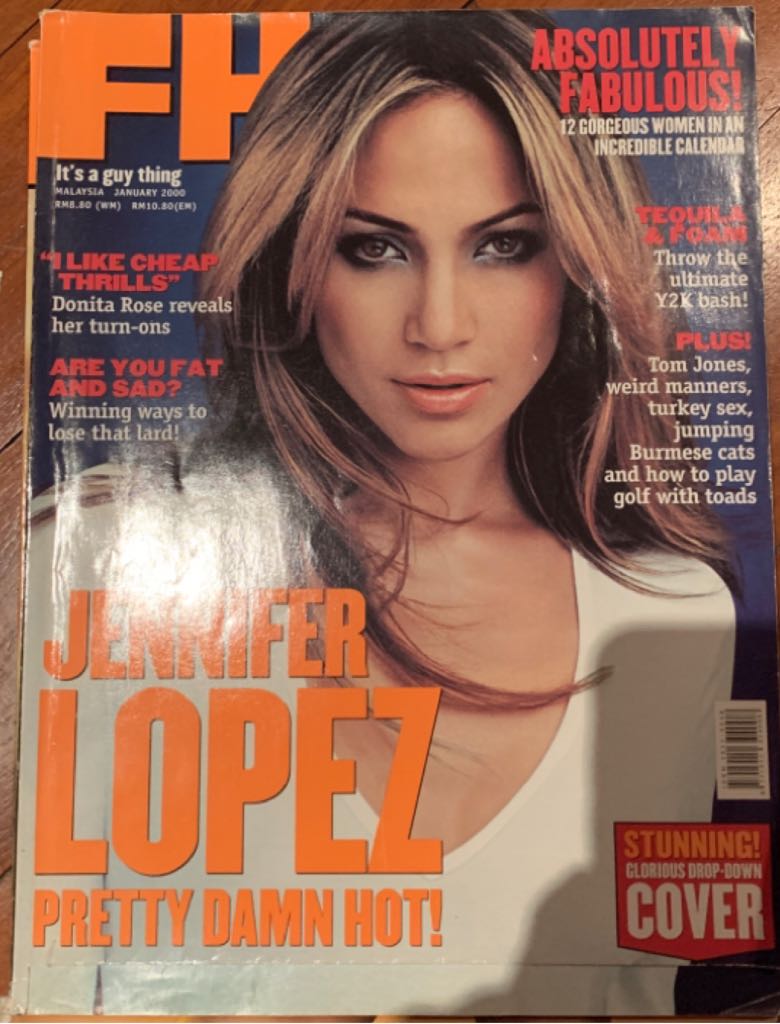 FH
It's a guy thing
MALAYSIA JANUARY 2000
RM8.80 (WM) RM10.80(EM)
"I LIKE CHEAP
THRILLS"
Donita Rose reveals
her turn-ons
ARE YOU FAT
AND SAD?
Winning ways to
lose that lard!
ABSOLUTELY
FABULOUS!
12 GORGEOUS WOMEN IN AN
INCREDIBLE CALENDAR
TEQUILA
& FOAM
Throw the
ultimate
Y2K bash!
PLUS!
Tom Jones,
weird manners,
turkey sex,
jumping
Burmese cats
and how to play
golf with toads
JENNIFER
LOPEZ
PRETTY DAMN HOT!
STUNNING!
GLORIOUS DROP-DOWN
COVER